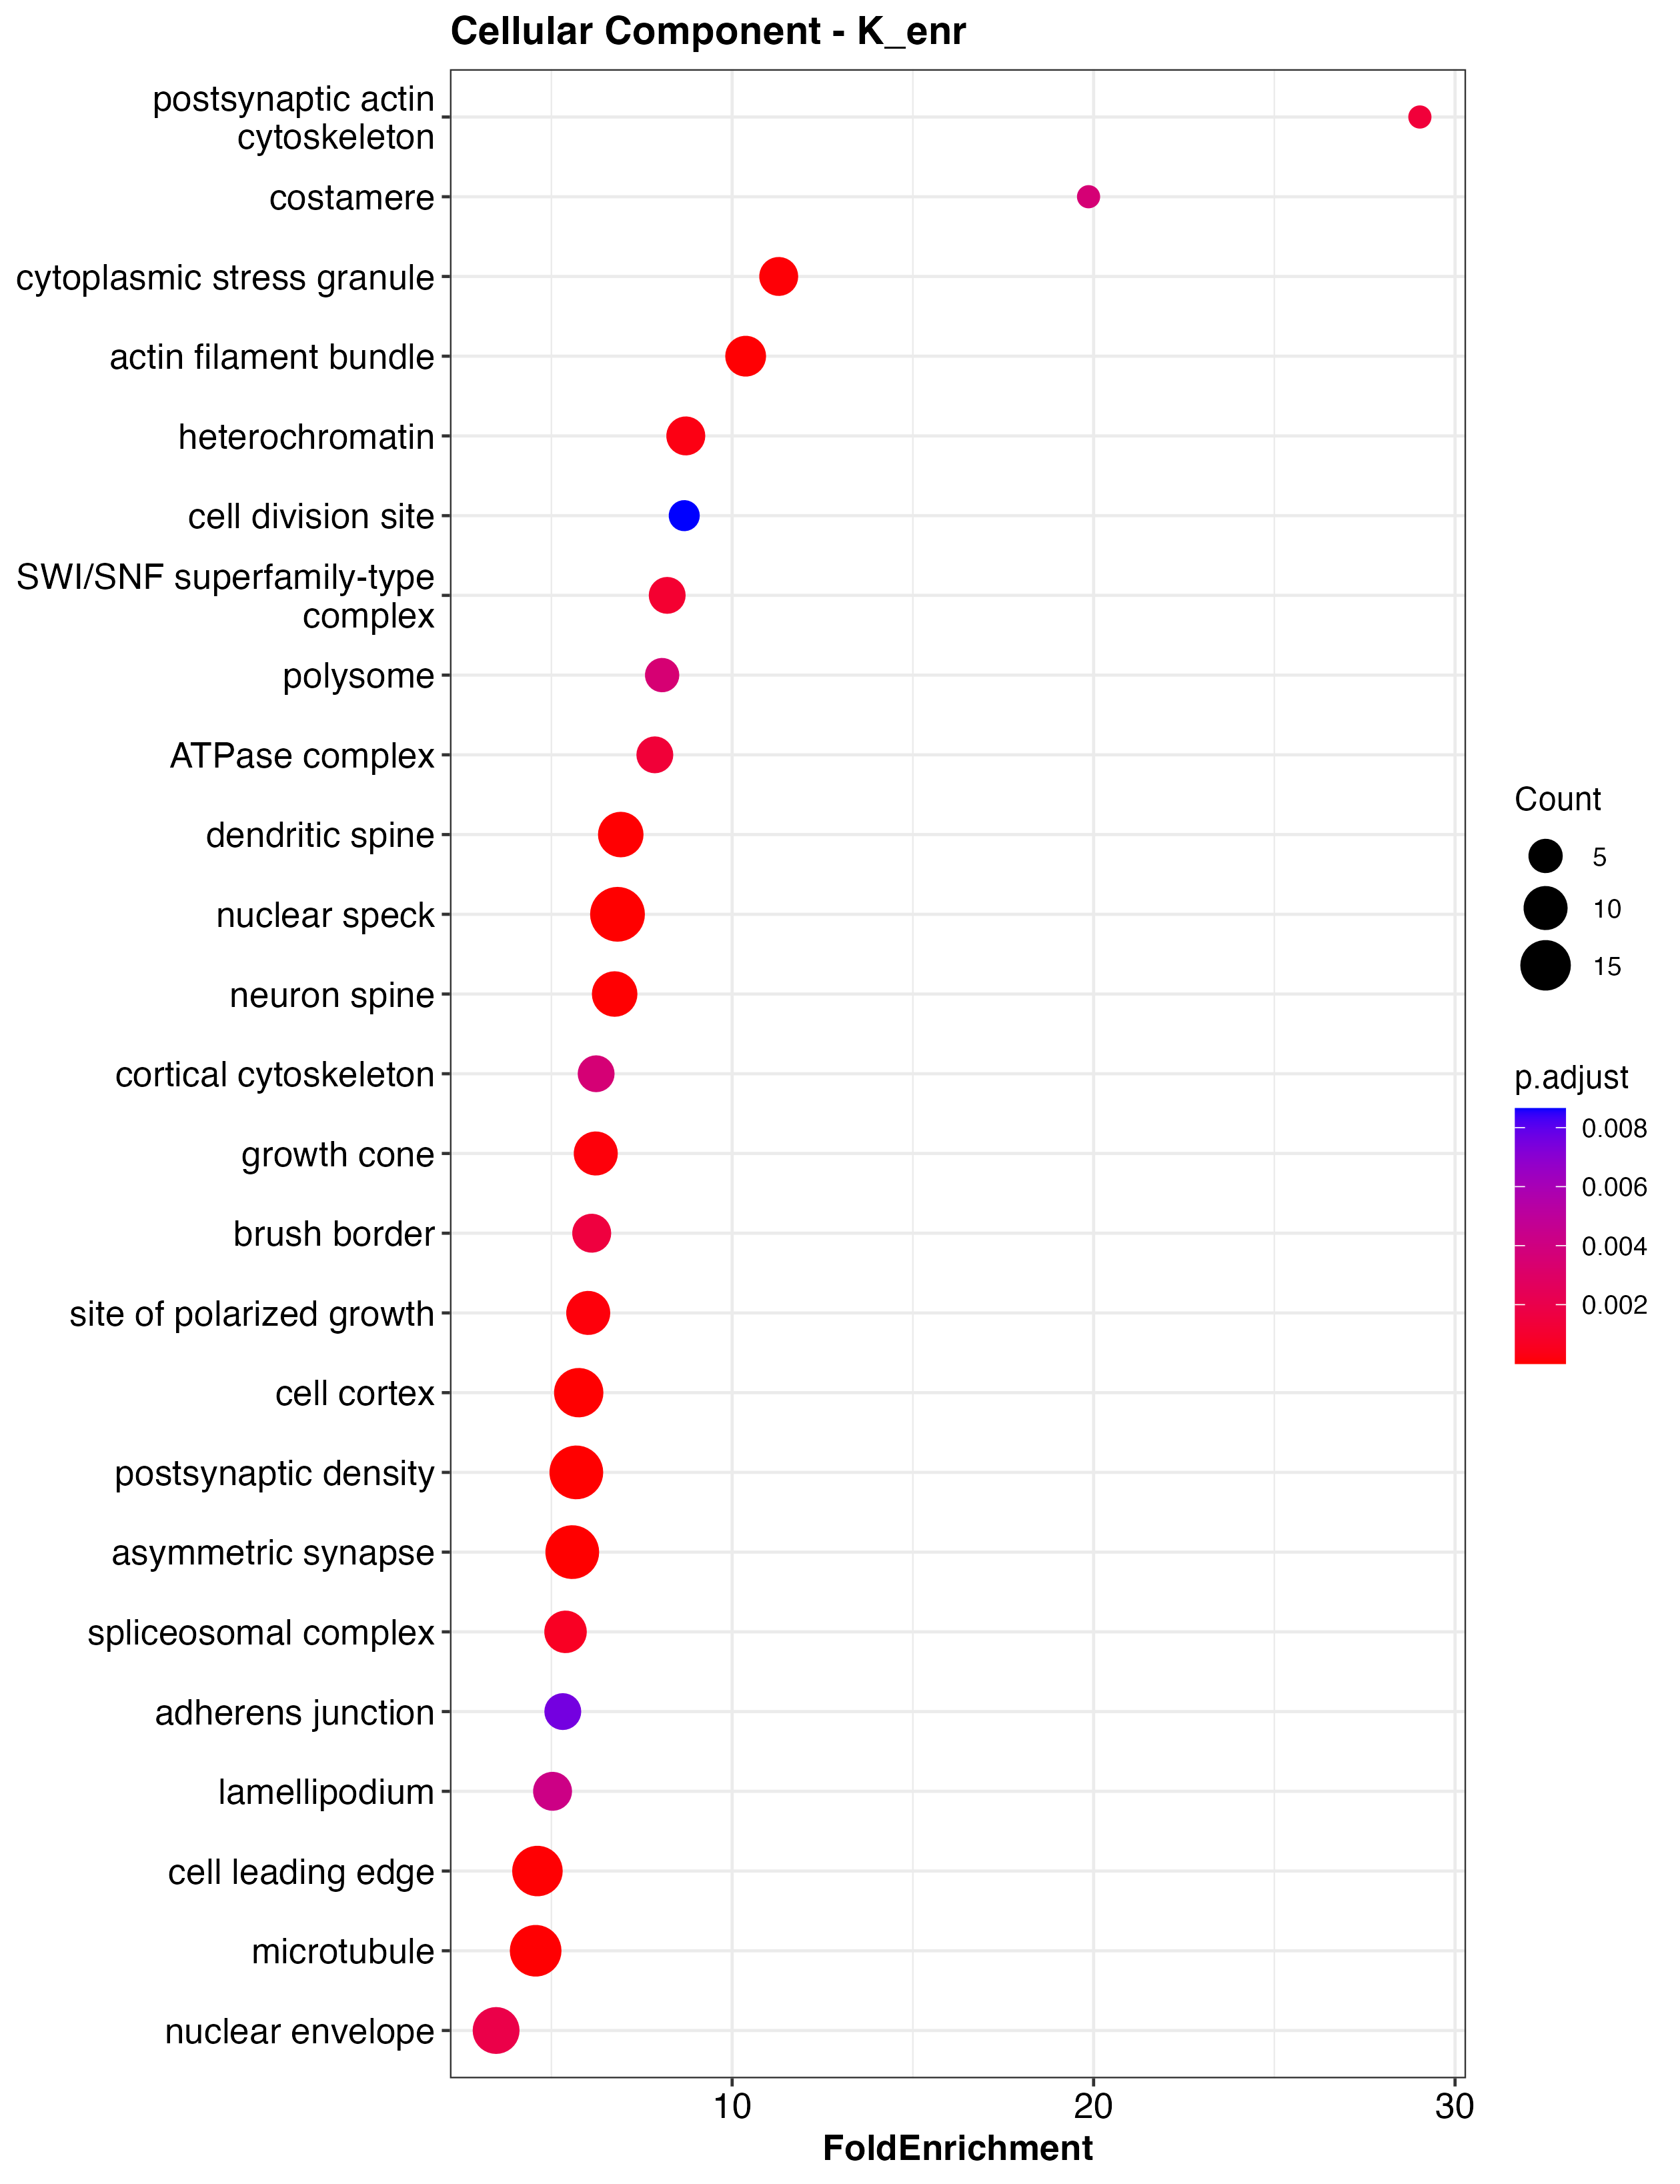 Cellular Component - K_enr
postsynaptic actin
cytoskeleton
costamere
cytoplasmic stress granule
actin filament bundle
heterochromatin
cell division site
SWI/SNF superfamily-type
complex
polysome
ATPase complex
dendritic spine
nuclear speck
neuron spine
cortical cytoskeleton
growth cone
brush border
site of polarized growth
cell cortex
postsynaptic density
asymmetric synapse
spliceosomal complex
adherens junction
lamellipodium
cell leading edge
microtubule
nuclear envelope
10 20 30
FoldEnrichment
Count
5
10
15
p.adjust
0.008
0.006
0.004
0.002